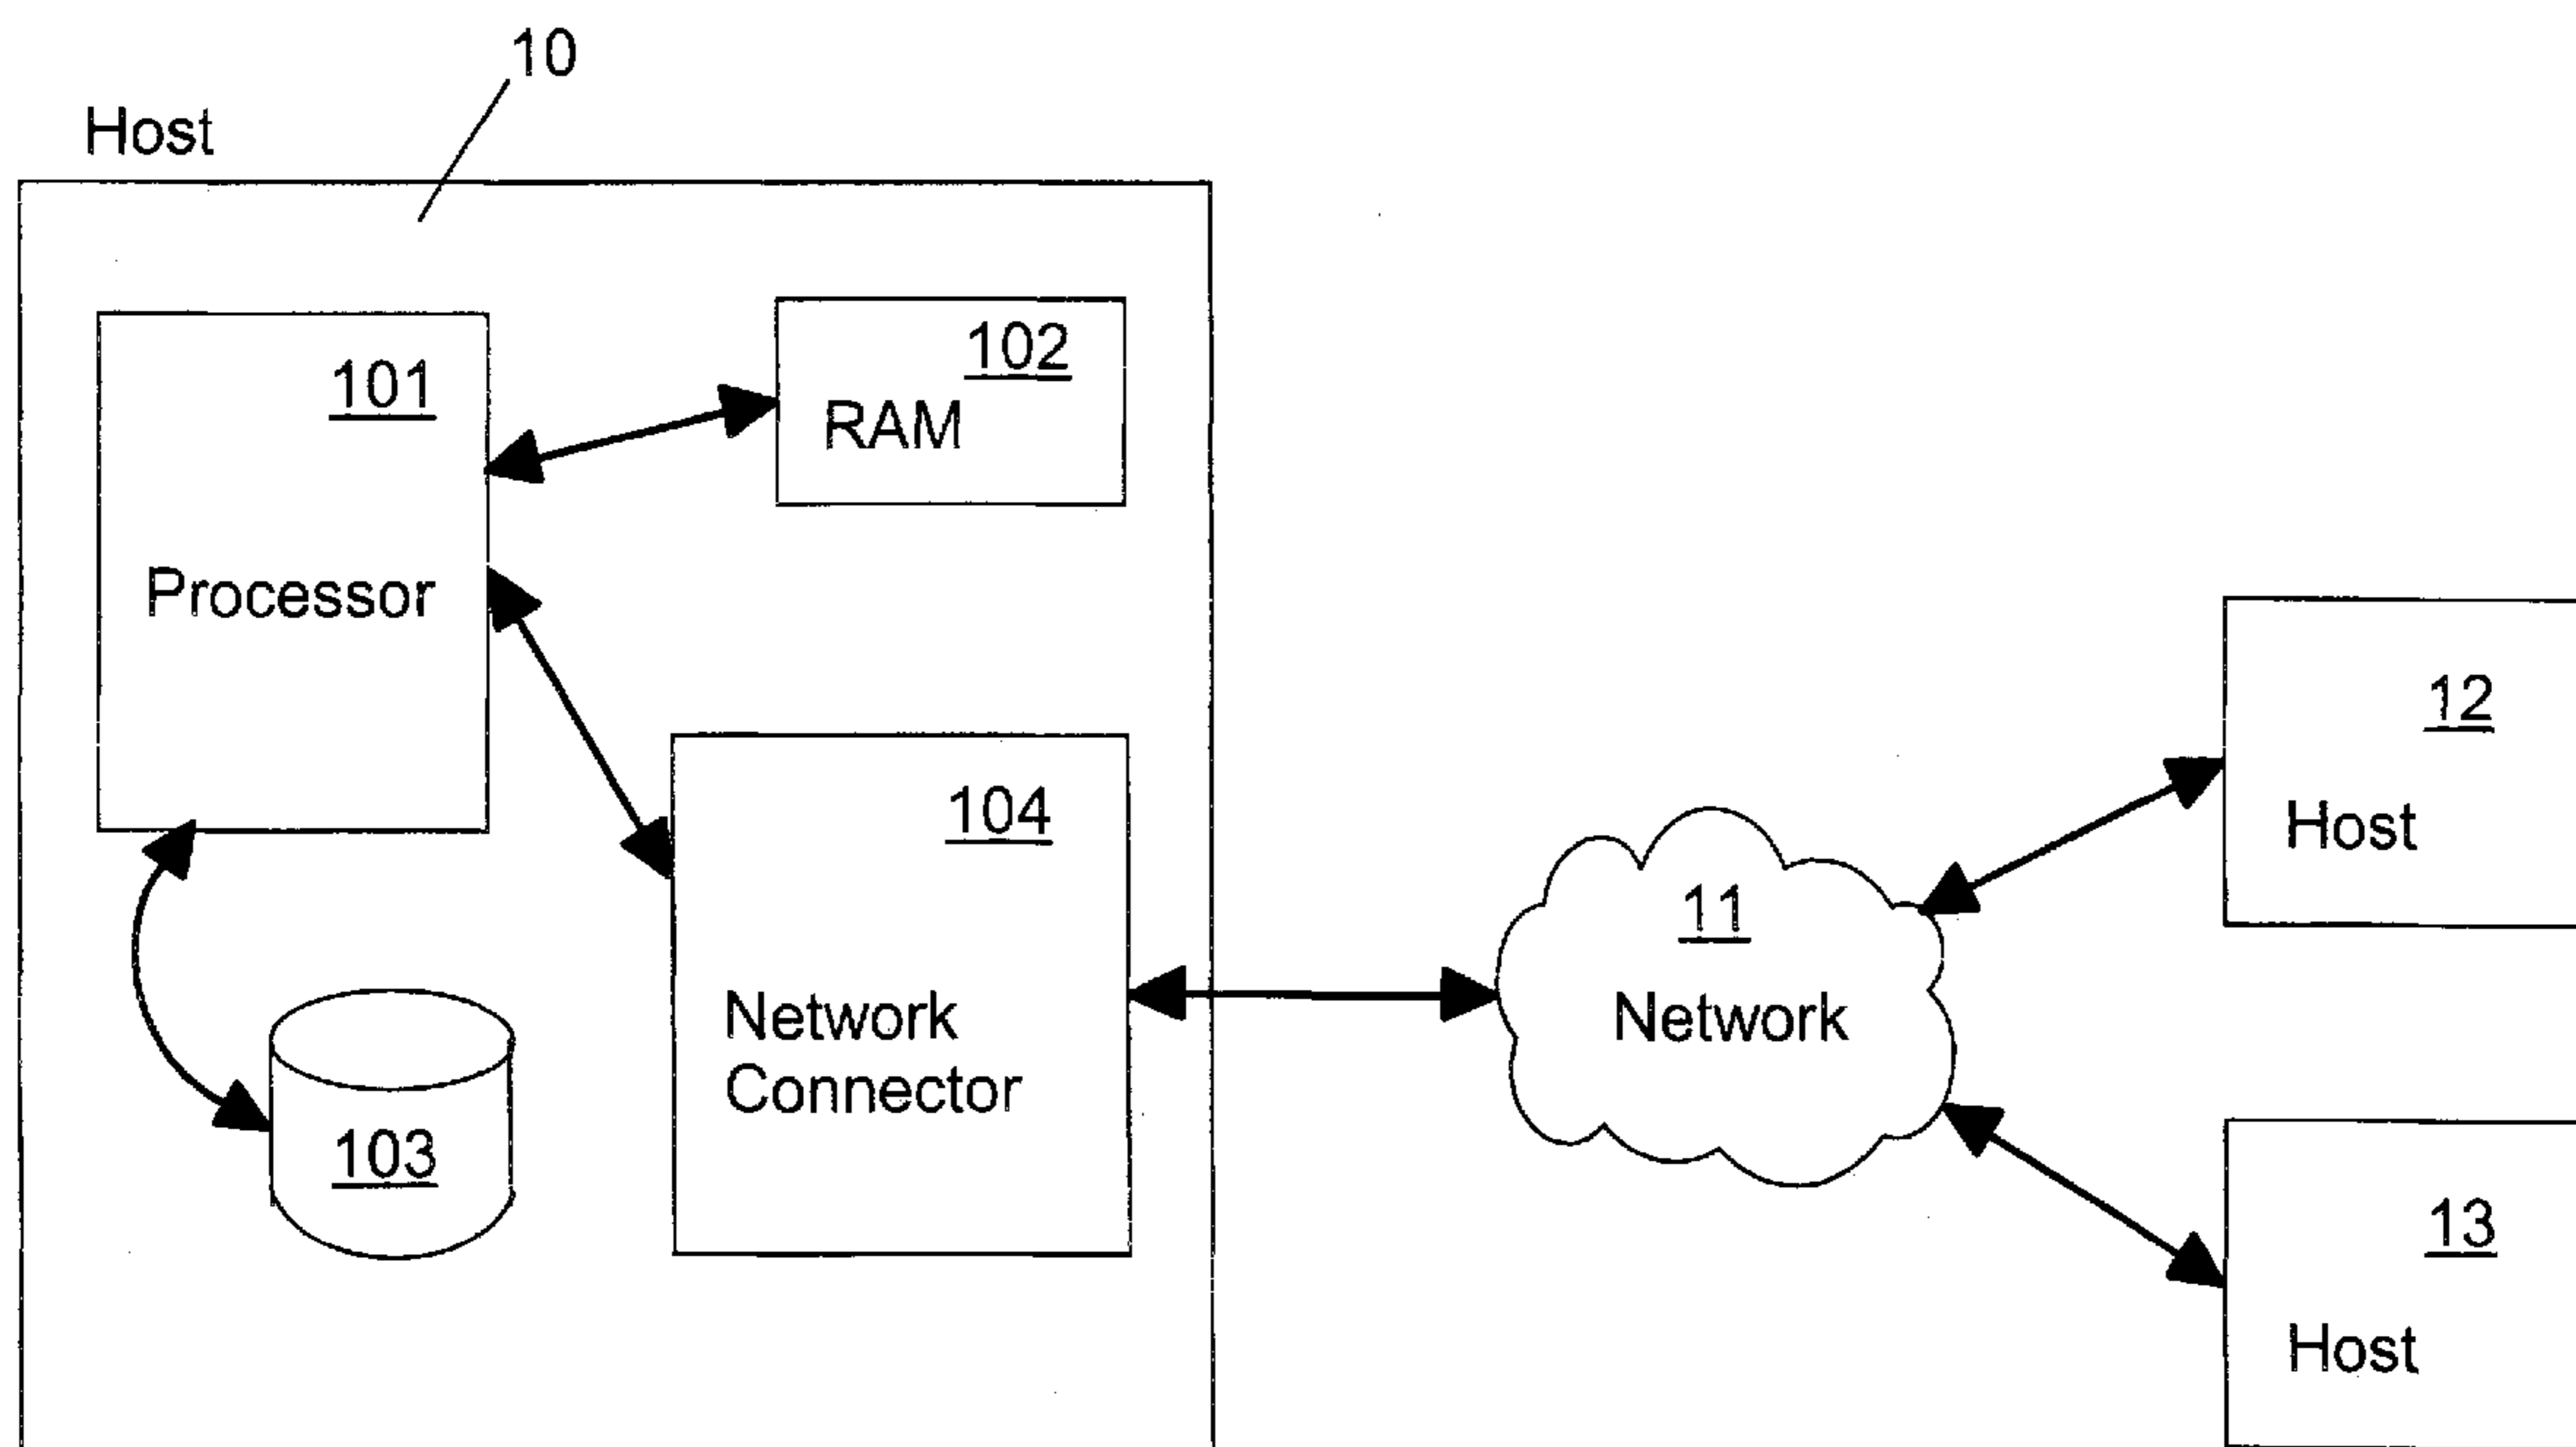 10
Host
101
Processor
102
RAM
104
Network
Connector
103
11
Network
12
Host
13
Host